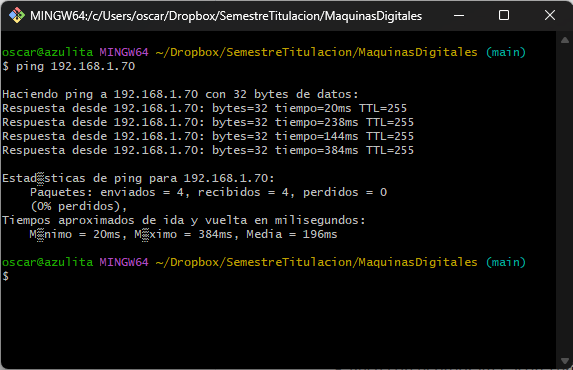 MINGW64:/c/Users/oscar/Dropbox/SemestreTitulacion/MaquinasDigitales
oscar@azulita MINGW64 ~/Dropbox/SemestreTitulacion/MaquinasDigitales (main)
$ ping 192.168.1.70
Haciendo ping a 192.168.1.70 con 32 bytes de datos:
Respuesta desde 192.168.1.70: bytes=32 tiempo=20ms TTL=255
Respuesta desde 192.168.1.70: bytes=32 tiempo=238ms TTL=255
Respuesta desde 192.168.1.70: bytes=32 tiempo=144ms TTL=255
Respuesta desde 192.168.1.70: bytes=32 tiempo=384ms TTL=255
Estad▒sticas de ping para 192.168.1.70:
Paquetes: enviados = 4, recibidos = 4, perdidos = 0
(0% perdidos),
Tiempos aproximados de ida y vuelta en milisegundos:
M▒nimo = 20ms, M▒ximo = 384ms, Media = 196ms
oscar@azulita MINGW64 ~/Dropbox/SemestreTitulacion/MaquinasDigitales (main)
$